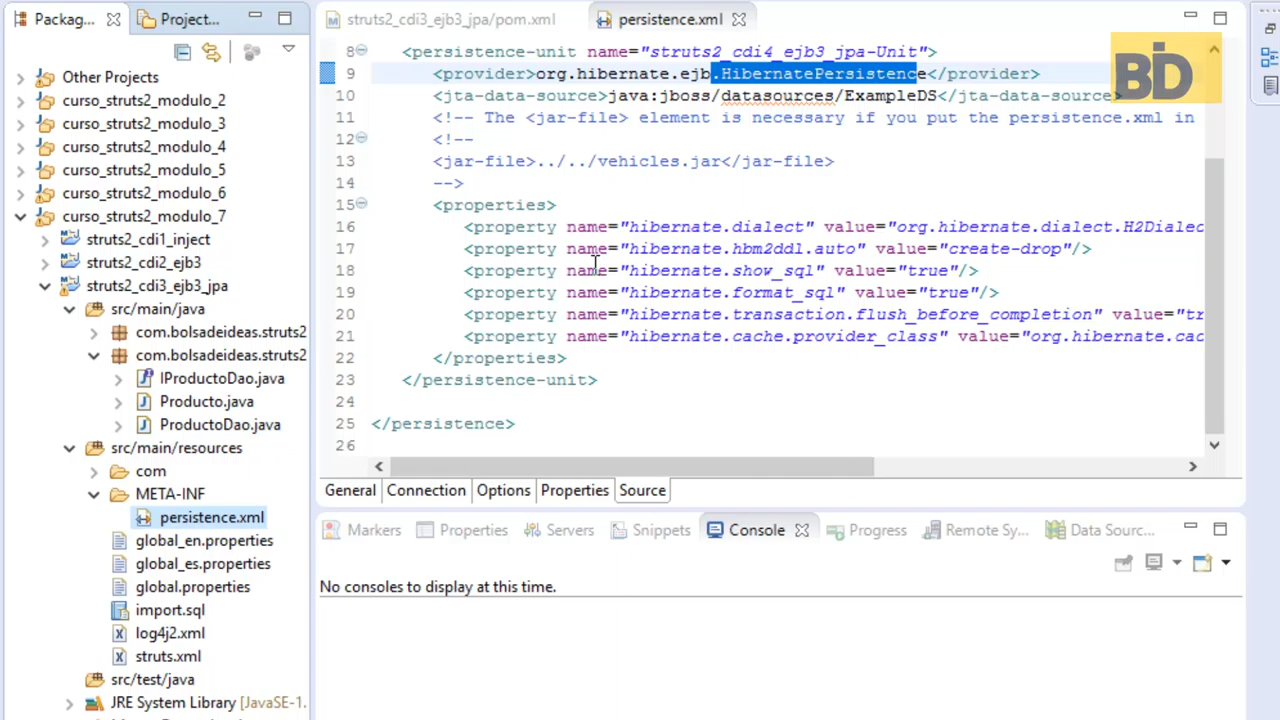 Packag...
Project...
Other Projects
curso_struts2_modulo_2
curso_struts2_modulo_3
curso_struts2_modulo_4
curso_struts2_modulo_5
curso_struts2_modulo_6
curso_struts2_modulo_7
struts2_cdi1_inject
struts2_cdi2_ejb3
struts2_cdi3_ejb3_jpa
src/main/java
com.bolsadeideas.struts2
com.bolsadeideas.struts2
IProductoDao.java
Producto.java
ProductoDao.java
src/main/resources
com
META-INF
persistence.xml
global_en.properties
global_es.properties
global.properties
import.sql
log4j2.xml
struts.xml
src/test/java
JRE System Library [JavaSE-1.
struts2_cdi3_ejb3_jpa/pom.xml
persistence.xml
BD
8 <persistence-unit name="struts2_cdi4_ejb3_jpa-Unit">
9 <provider>org.hibernate.ejb.HibernatePersistence</provider>
10 <jta-data-source>java:jboss/datasources/ExampleDS</jta-data-source>
11 <!-- The <jar-file> element is necessary if you put the persistence.xml in
12 <!--
13 <jar-file>../../vehicles.jar</jar-file>
14 -->
15 <properties>
16 <property name="hibernate.dialect" value="org.hibernate.dialect.H2Dialec
17 <property name="hibernate.hbm2ddl.auto" value="create-drop"/>
18 <property name="hibernate.show_sql" value="true"/>
19 <property name="hibernate.format_sql" value="true"/>
20 <property name="hibernate.transaction.flush_before_completion" value="tr
21 <property name="hibernate.cache.provider_class" value="org.hibernate.cac
22 </properties>
23 </persistence-unit>
24
25 </persistence>
26
General Connection Options Properties Source
Markers Properties Servers Snippets Console Progress Remote Sy... Data Sourc...
No consoles to display at this time.